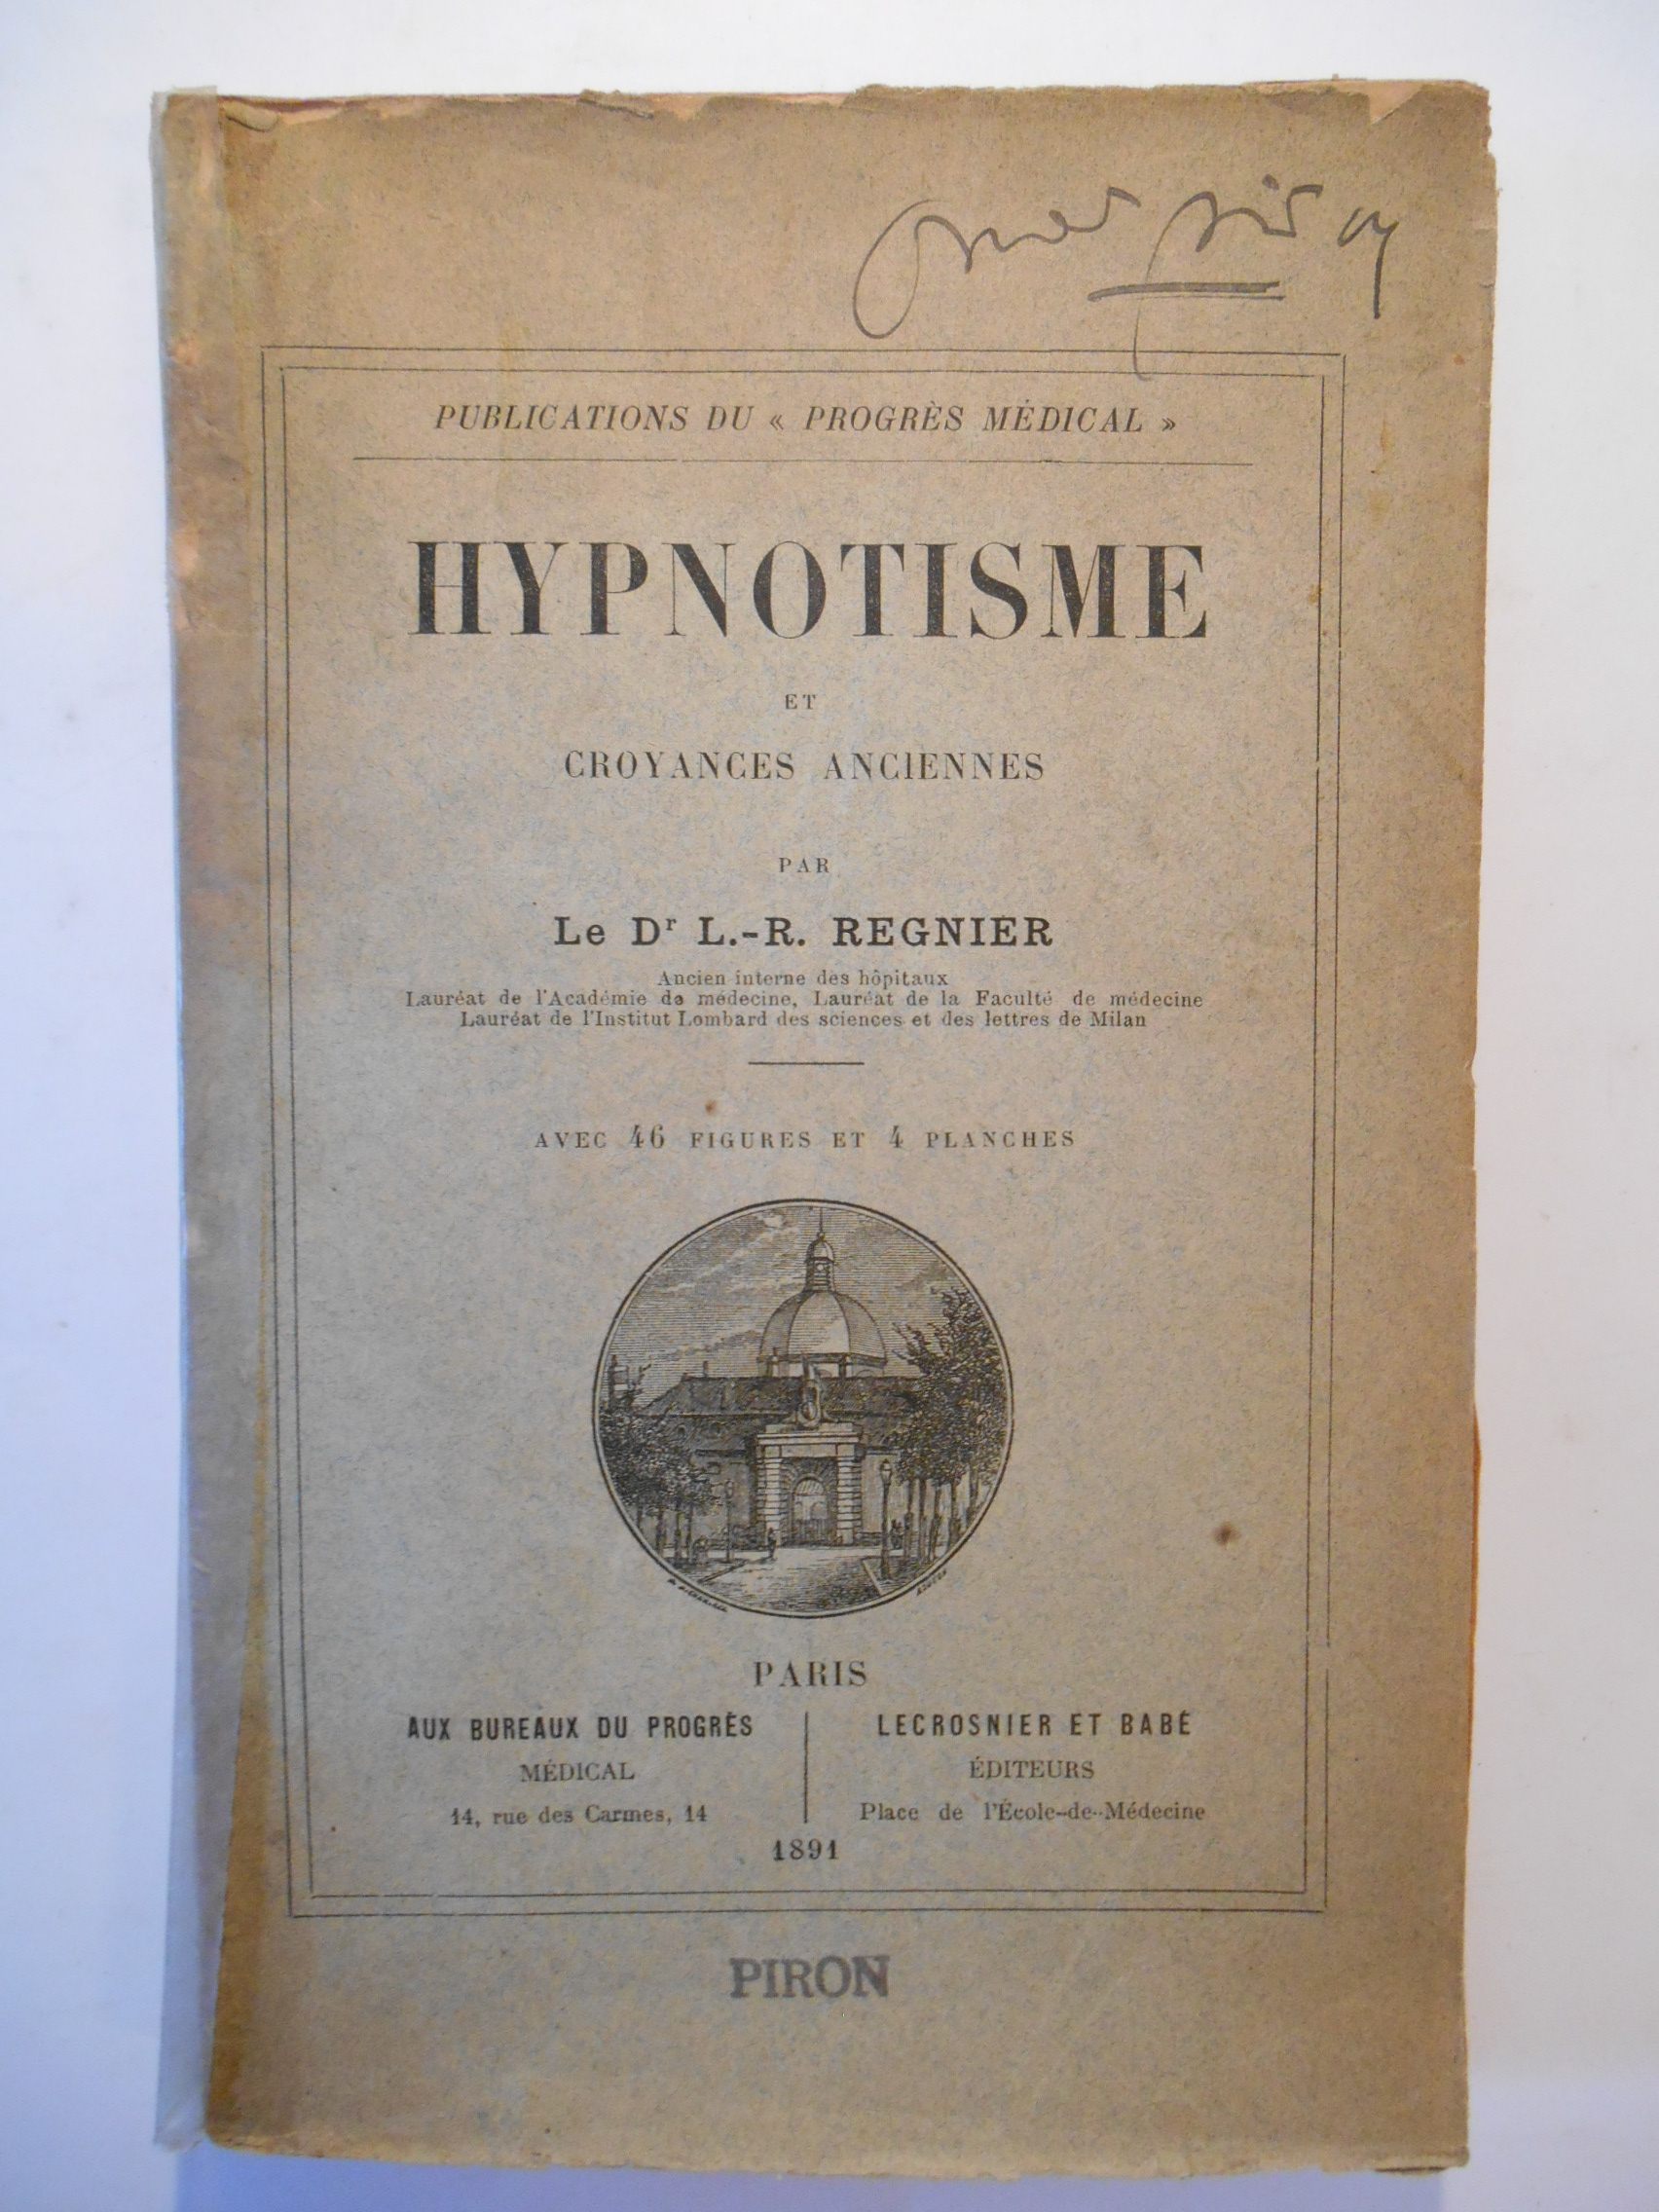 PUBLICATIONS DU « PROGRÈS MÉDICAL »
HYPNOTISME
ET
CROYANCES ANCIENNES
PAR
Le Dr L.-R. REGNIER
Ancien interne des hôpitaux
Lauréat de l'Académie de médecine, Lauréat de la Faculté de médecine
Lauréat de l'Institut Lombard des sciences et des lettres de Milan
AVEC 46 FIGURES ET 4 PLANCHES
PARIS
AUX BUREAUX DU PROGRÈS
MÉDICAL
14, rue des Carmes, 14
LECROSNIER ET BABÉ
ÉDITEURS
Place de l'École-de-Médecine
1891
PIRON